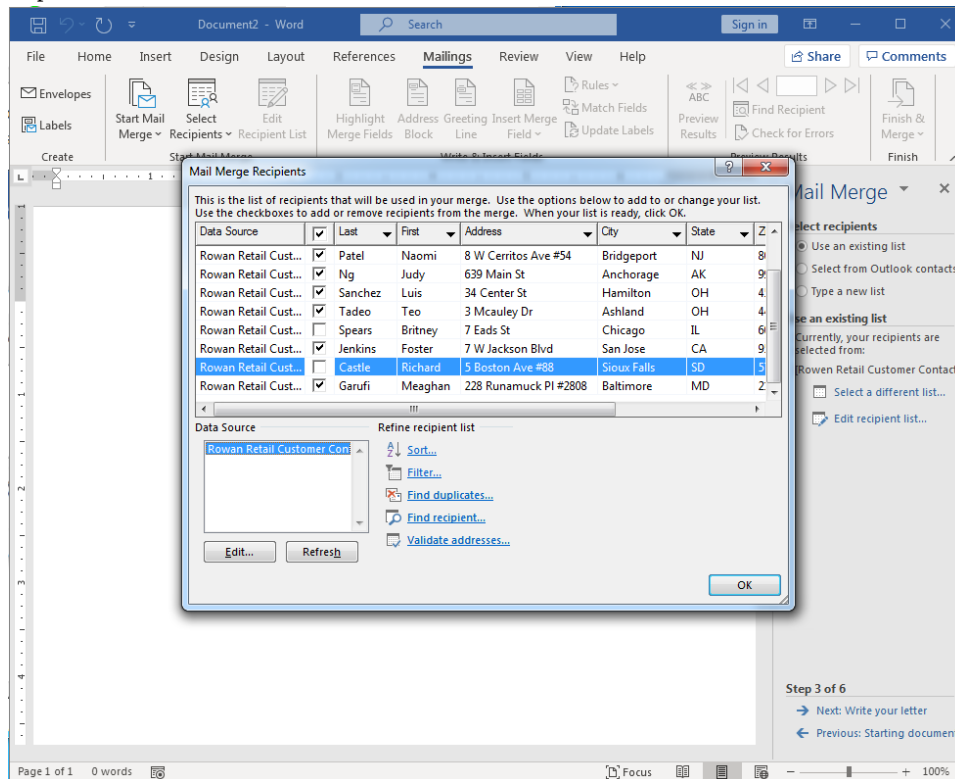 Document2 - Word
Search
Sign in
File Home Insert Design Layout References Mailings Review View Help
Share Comments
Envelopes
Labels
Start Mail Merge
Select Recipients
Edit Recipient List
Highlight Merge Fields
Address Block
Greeting Line
Insert Merge Field
Rules
Match Fields
Update Labels
≪ ≫ ABC
Preview Results
Find Recipient
Check for Errors
Finish & Merge
Create
Finish
Mail Merge Recipients
This is the list of recipients that will be used in your merge. Use the options below to add to or change your list.
Use the checkboxes to add or remove recipients from the merge. When your list is ready, click OK.
Data Source Last First Address City State Z
Rowan Retail Cust... Patel Naomi 8 W Cerritos Ave #54 Bridgeport NJ
Rowan Retail Cust... Ng Judy 639 Main St Anchorage AK
Rowan Retail Cust... Sanchez Luis 34 Center St Hamilton OH
Rowan Retail Cust... Tadeo Teo 3 Mcauley Dr Ashland OH
Rowan Retail Cust... Spears Britney 7 Eads St Chicago IL
Rowan Retail Cust... Jenkins Foster 7 W Jackson Blvd San Jose CA
Rowan Retail Cust... Castle Richard 5 Boston Ave #88 Sioux Falls SD
Rowan Retail Cust... Garufi Meaghan 228 Runamuck Pl #2808 Baltimore MD
Data Source
Rowan Retail Customer Con
Edit...
Refresh
Refine recipient list
Sort...
Filter...
Find duplicates...
Find recipient...
Validate addresses...
OK
Mail Merge
elect recipients
Use an existing list
Select from Outlook contacts
Type a new list
se an existing list
Currently, your recipients are
selected from:
[Rowen Retail Customer Contac
Select a different list...
Edit recipient list...
Step 3 of 6
Next: Write your letter
Previous: Starting documen
Page 1 of 1 0 words
Focus
100%